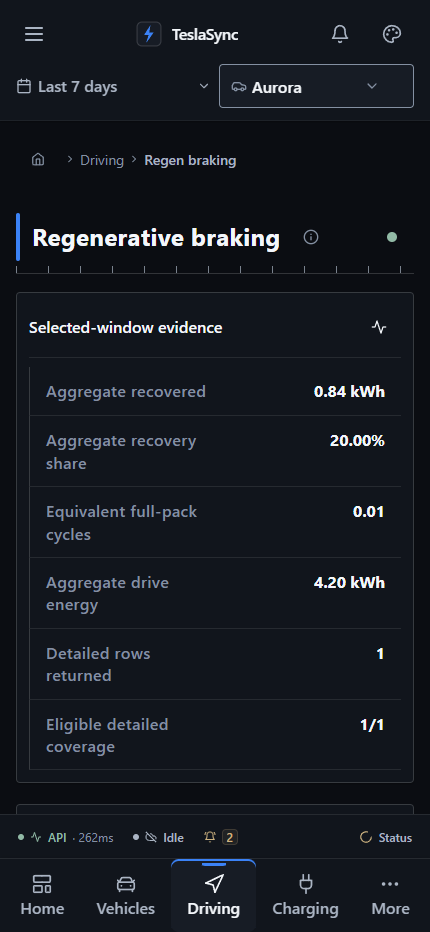 TeslaSync
Last 7 days
Aurora
Driving
Regen braking
Regenerative braking
Selected-window evidence
Aggregate recovered
0.84 kWh
Aggregate recovery
share
20.00%
Equivalent full-pack
cycles
0.01
Aggregate drive
energy
4.20 kWh
Detailed rows
returned
1
Eligible detailed
coverage
1/1
API · 262ms
Idle
2
Status
Home
Vehicles
Driving
Charging
More